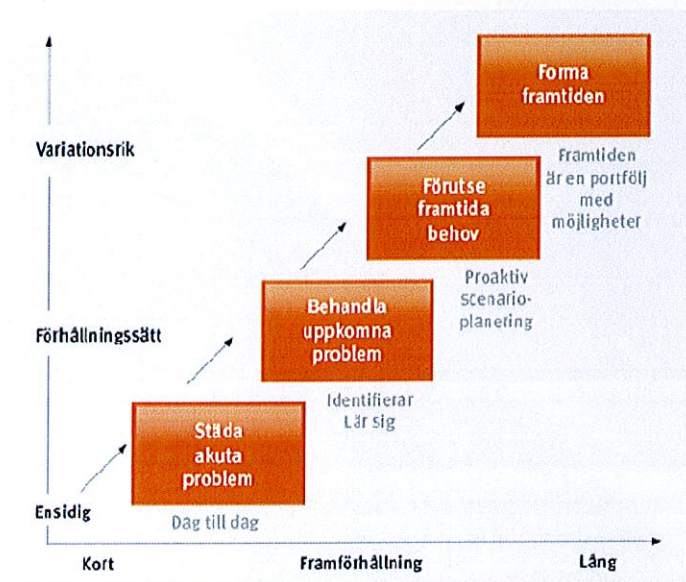 Forma
framtiden
Variationsrik
Framtiden
är en portfölj
med
möjligheter
Förutse
framtida
behov
Proaktiv
scenario-
planering
Behandla
uppkomna
problem
Förhållningssätt
Identifierar
Lär sig
Städa
akuta
problem
Ensidig
Dag till dag
Kort
Framförhållning
Lång